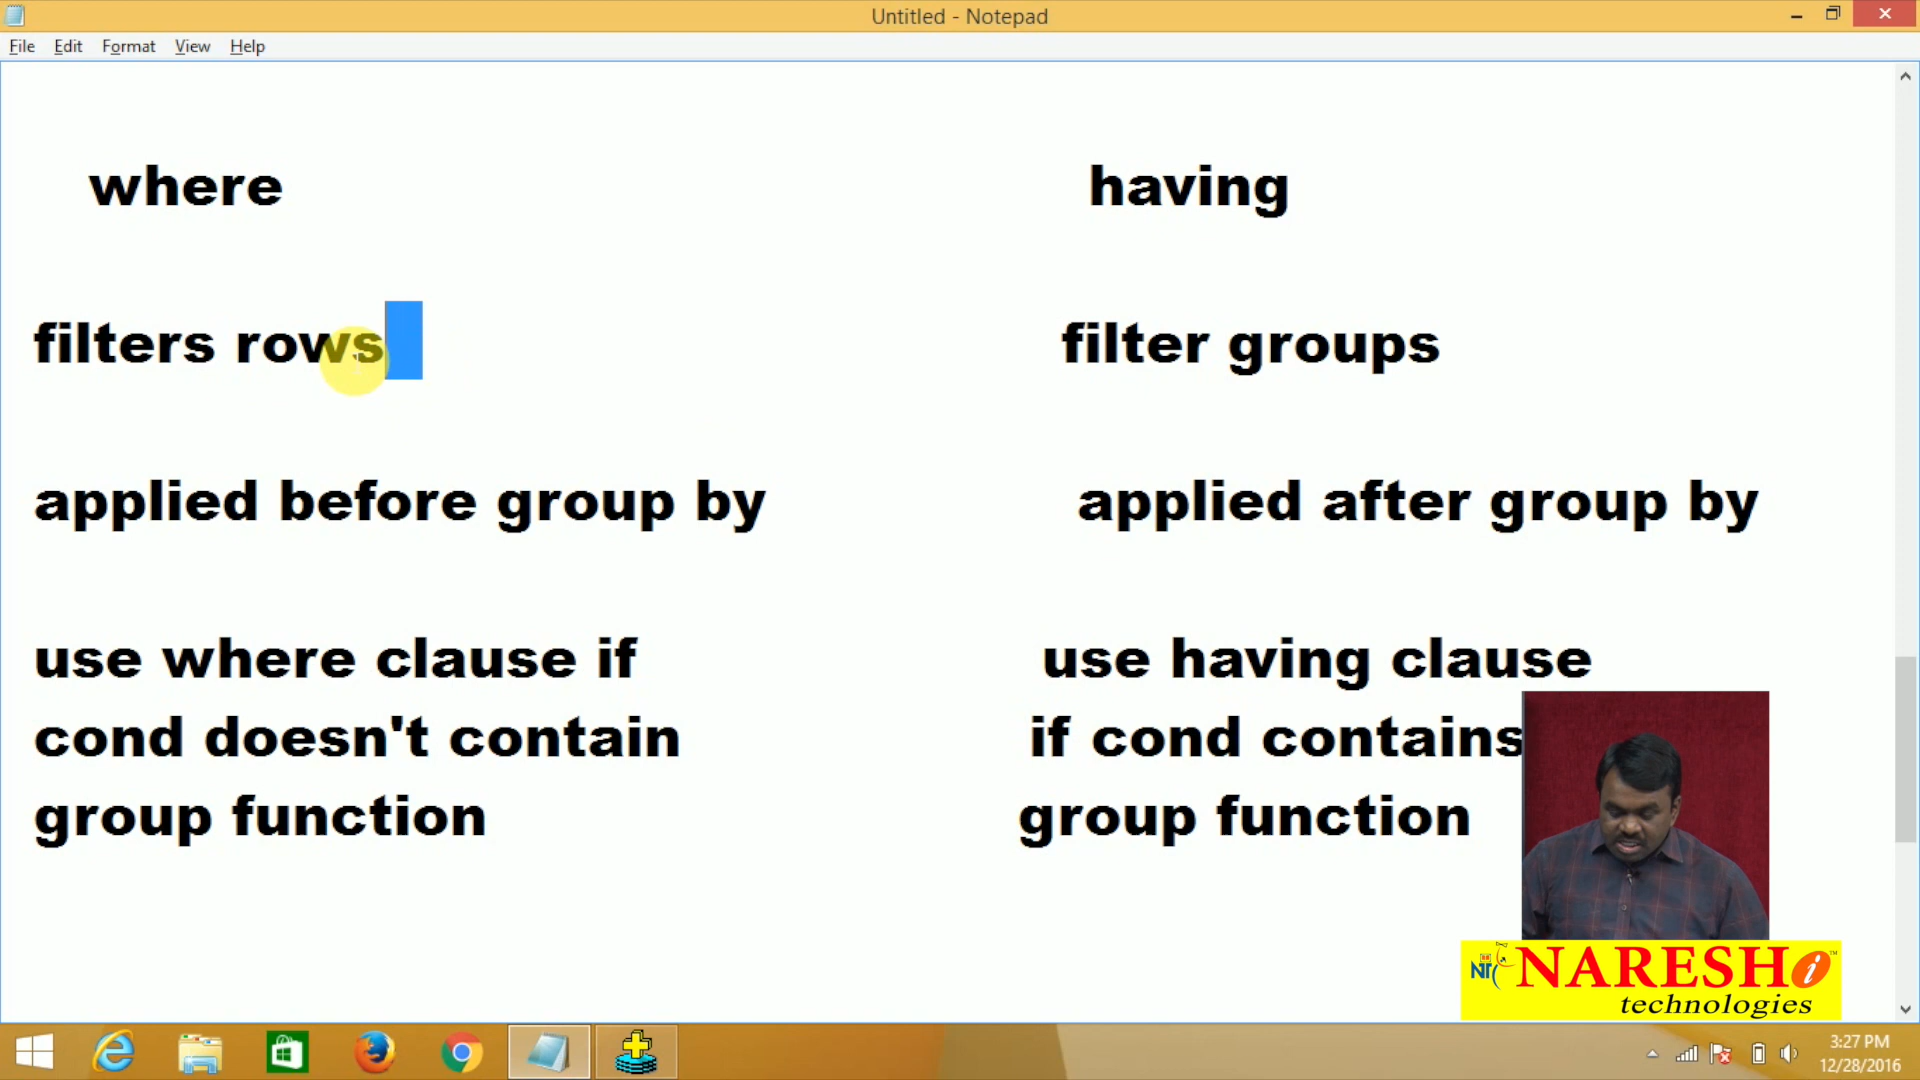 Untitled - Notepad
File Edit Format View Help
where having
filters rows filter groups
applied before group by applied after group by
use where clause if use having clause
cond doesn't contain if cond contains
group function group function
NARESH i
technologies
3:27 PM
12/28/2016